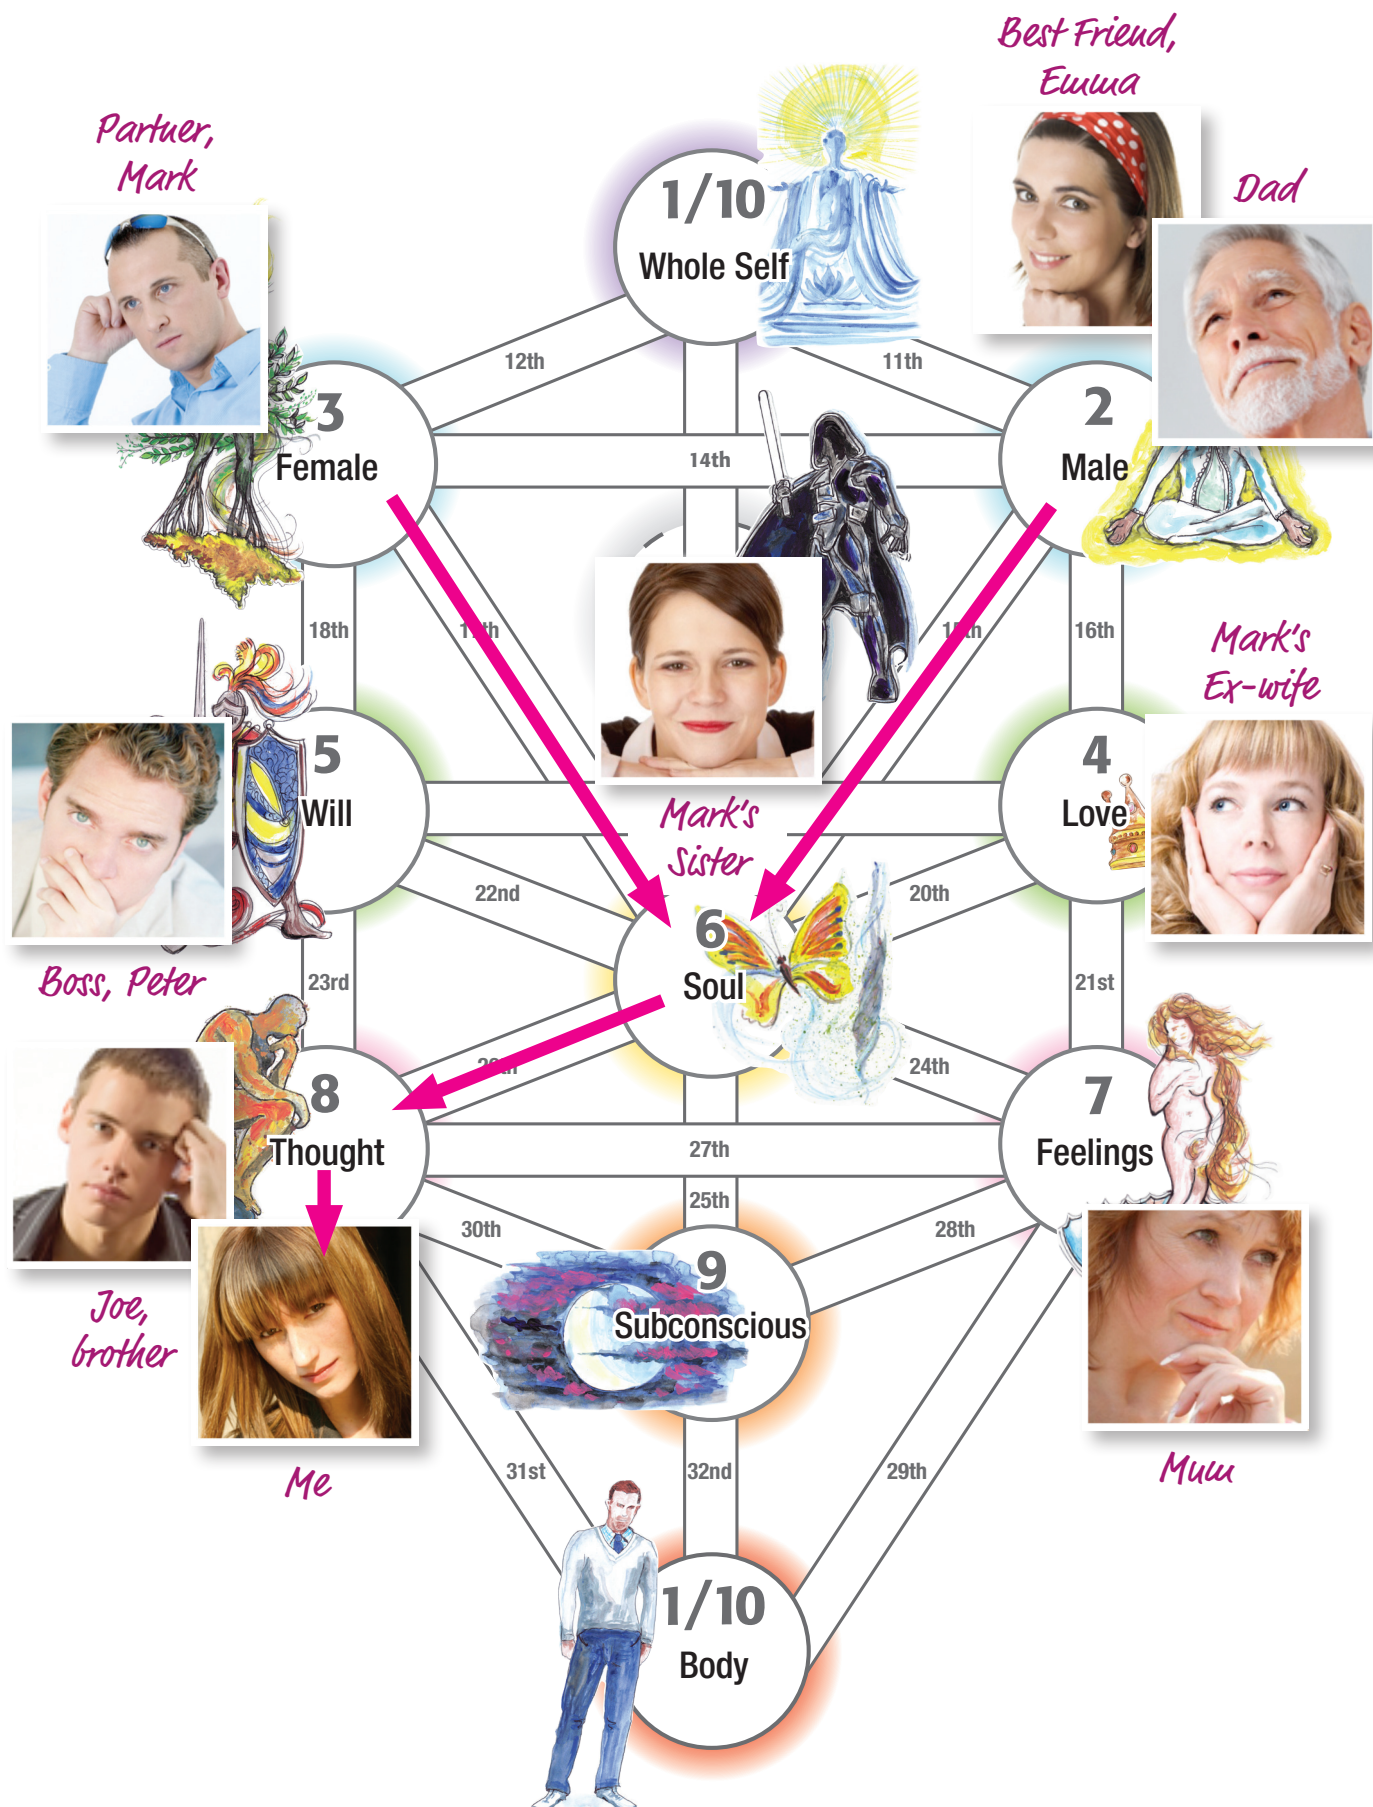 Best Friend,
Emma
Partner,
Mark
Dad
1/10
Whole Self
12th
11th
3
Female
2
Male
14th
18th
16th
Mark's
Ex-wife
5
Will
4
Love
Mark's
Sister
22nd
20th
6
Soul
Boss, Peter
23rd
21st
24th
8
Thought
7
Feelings
27th
25th
30th
28th
9
Subconscious
Joe,
brother
Me
Mum
31st
32nd
29th
1/10
Body